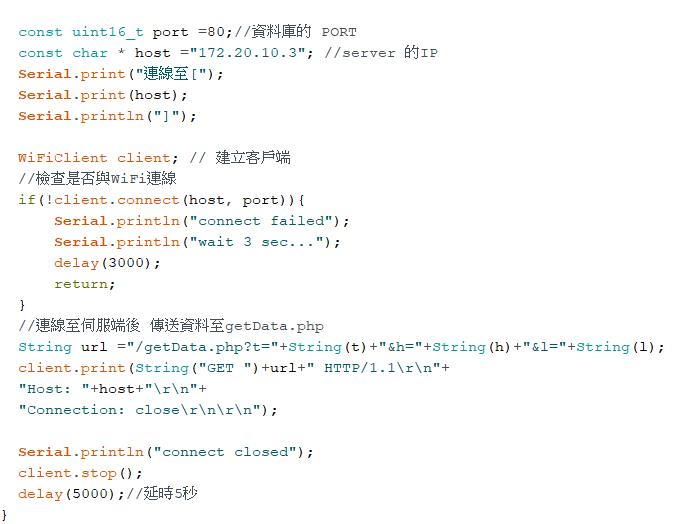 const uint16_t port =80;//資料庫的 PORT
const char * host ="172.20.10.3"; //server 的IP
Serial.print("連線至[");
Serial.print(host);
Serial.println("]");
WiFiClient client; // 建立客戶端
//檢查是否與WiFi連線
if(!client.connect(host, port)){
Serial.println("connect failed");
Serial.println("wait 3 sec...");
delay(3000);
return;
}
//連線至伺服端後 傳送資料至getData.php
String url ="/getData.php?t="+String(t)+"&h="+String(h)+"&l="+String(l);
client.print(String("GET ")+url+" HTTP/1.1\r\n"+
"Host: "+host+"\r\n"+
"Connection: close\r\n\r\n");
Serial.println("connect closed");
client.stop();
delay(5000);//延時5秒
}